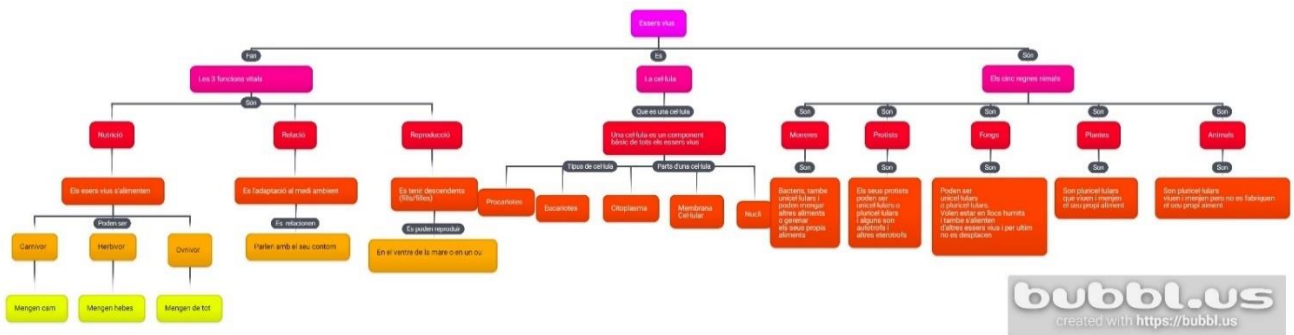 Essers vius
Fan
Es
Són
Les 3 funcions vitals
La cel·lula
Els cinc regnes nimals
Són
Que es una cel·lula
Son
Son
Son
Son
Son
Nutrició
Relació
Reproducció
Una cel·lula es un component
bàsic de tots els essers vius
Moneres
Protists
Fongs
Plantes
Animals
Tipus de cel·lula
Parts d'una cel·lula
Son
Son
Son
Son
Son
Els esers vius s'alimenten
Es l'adaptació al medi ambient
Es tenir descendents
(fills/filles)
Procariotes
Eucariotes
Citoplasma
Membrana
Cel·lular
Nucli
Bacteris, tambe
unicel·lulars i
poden menjar
altres aliments
o gerenar
els seus propis
aliments
Els seus protists
poden ser
unicel·lulars o
pluricel·lulars
i alguns son
autotrofs i
altres eterotrofs
Poden ser
unicel·lulars
o pluricel·lulars.
Volen estar en llocs humits
i tambe s'alienten
d'altres essers vius i per ultim
no es desplacen
Son pluricel·lulars
que viuen i menjen
el seu propi aliment
Son pluricel·lulars
viuen i menjen pero no es fabriquen
el seu propi aiment
Poden ser
Es relacionen
Es poden reproduir
Carnivor
Herbivor
Ovnivor
Parlen amb el seu contorn
En el ventre de la mare o en un ou
Mengen carn
Mengen hebes
Mengen de tot
bubbl.us
created with https://bubbl.us